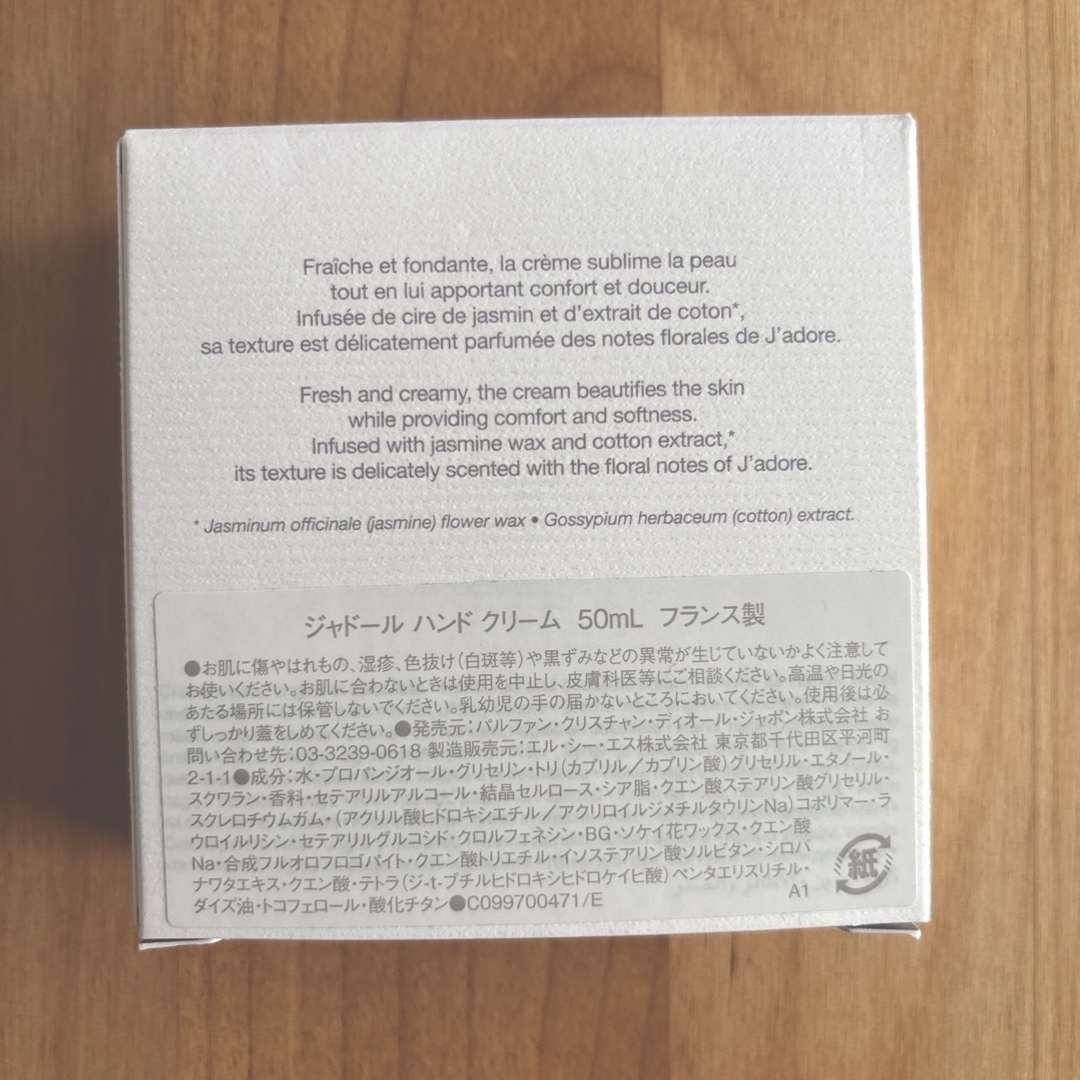 Fraîche et fondante, la crème sublime la peau
tout en lui apportant confort et douceur.
Infusée de cire de jasmin et d'extrait de coton*,
sa texture est délicatement parfumée des notes florales de J'adore.
Fresh and creamy, the cream beautifies the skin
while providing comfort and softness.
Infused with jasmine wax and cotton extract,*
its texture is delicately scented with the floral notes of J'adore.
* Jasminum officinale (jasmine) flower wax • Gossypium herbaceum (cotton) extract.
ジャドール ハンド クリーム 50mL フランス製
●お肌に傷やはれもの、湿疹、色抜け(白斑等)や黒ずみなどの異常が生じていないかよく注意して
お使いください。お肌に合わないときは使用を中止し、皮膚科医等にご相談ください。高温や日光の
あたる場所には保管しないでください。乳幼児の手の届かないところにおいてください。使用後は必
ずしっかり蓋をしめてください。●発売元:パルファン・クリスチャン・ディオール・ジャポン株式会社 お
問い合わせ先:03-3239-0618 製造販売元:エル・シー・エス株式会社 東京都千代田区平河町
2-1-1●成分:水・プロパンジオール・グリセリン・トリ(カプリル/カプリン酸)グリセリル・エタノール・
スクワラン・香料・セテアリルアルコール・結晶セルロース・シア脂・クエン酸ステアリン酸グリセリル・
スクレロチウムガム・(アクリル酸ヒドロキシエチル/アクリロイルジメチルタウリンNa)コポリマー・ラ
ウロイルリシン・セテアリルグルコシド・クロルフェネシン・BG・ソケイ花ワックス・クエン酸
Na・合成フルオロフロゴパイト・クエン酸トリエチル・イソステアリン酸ソルビタン・シロバ
ナワタエキス・クエン酸・テトラ(ジ-t-ブチルヒドロキシヒドロケイヒ酸)ペンタエリスリチル・
ダイズ油・トコフェロール・酸化チタン●C099700471/E
紙
A1